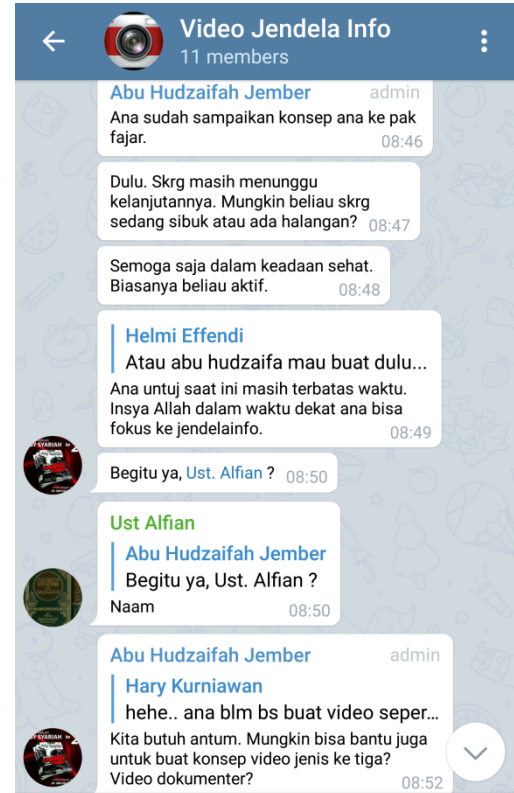 Video Jendela Info
11 members
Abu Hudzaifah Jember admin
Ana sudah sampaikan konsep ana ke pak
fajar. 08:46
Dulu. Skrg masih menunggu
kelanjutannya. Mungkin beliau skrg
sedang sibuk atau ada halangan? 08:47
Semoga saja dalam keadaan sehat.
Biasanya beliau aktif. 08:48
Helmi Effendi
Atau abu hudzaifa mau buat dulu...
Ana untuj saat ini masih terbatas waktu.
Insya Allah dalam waktu dekat ana bisa
fokus ke jendelainfo. 08:49
SYARIAH
Begitu ya, Ust. Alfian ? 08:50
Ust Alfian
Abu Hudzaifah Jember
Begitu ya, Ust. Alfian ?
Naam 08:50
Abu Hudzaifah Jember admin
Hary Kurniawan
hehe.. ana blm bs buat video seper...
SYARIAH
Kita butuh antum. Mungkin bisa bantu juga
untuk buat konsep video jenis ke tiga?
Video dokumenter? 08:52